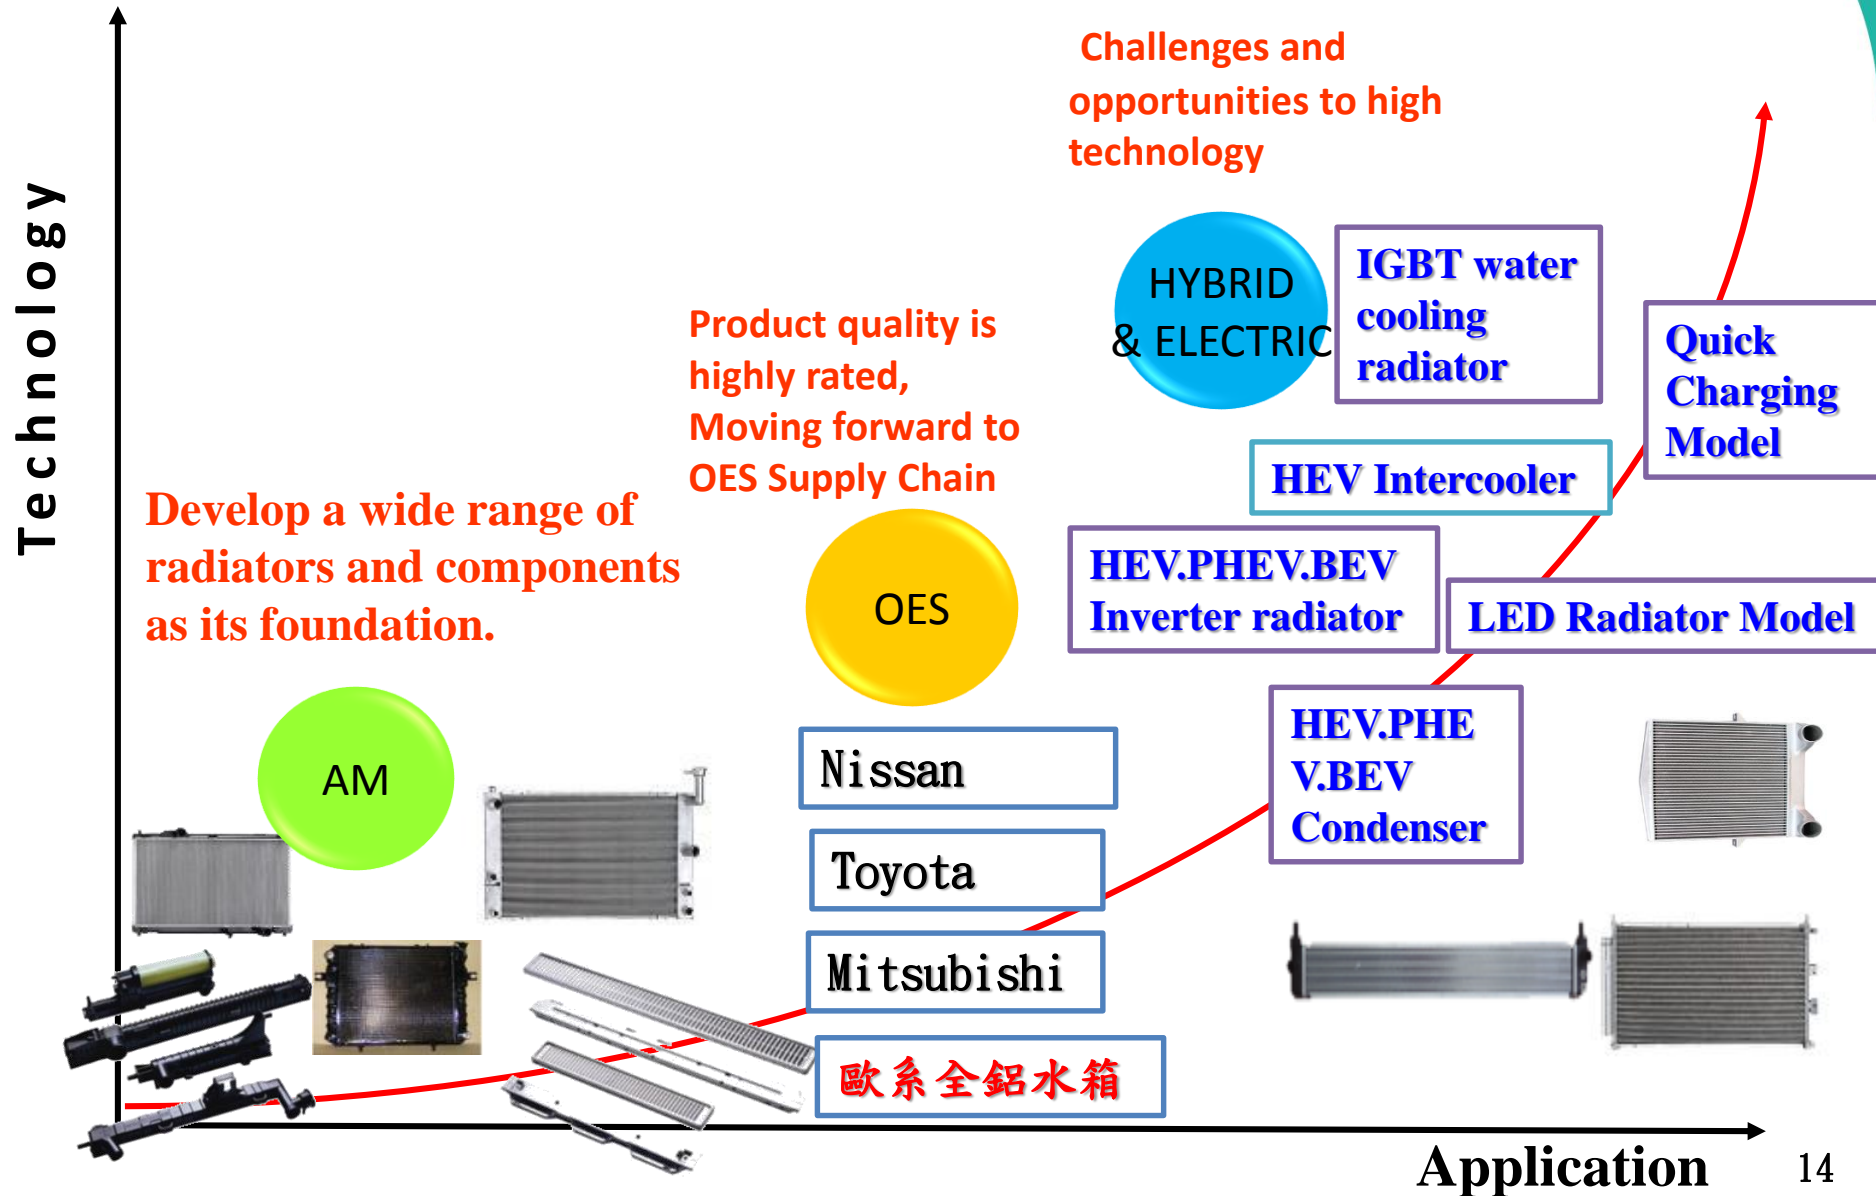 Technology
Challenges and
opportunities to high
technology
HYBRID
& ELECTRIC
IGBT water
cooling
radiator
Quick
Charging
Model
Product quality is
highly rated,
Moving forward to
OES Supply Chain
HEV Intercooler
Develop a wide range of
radiators and components
as its foundation.
OES
HEV.PHEV.BEV
Inverter radiator
LED Radiator Model
AM
Nissan
HEV.PHE
V.BEV
Condenser
Toyota
Mitsubishi
歐系全鋁水箱
Application
14